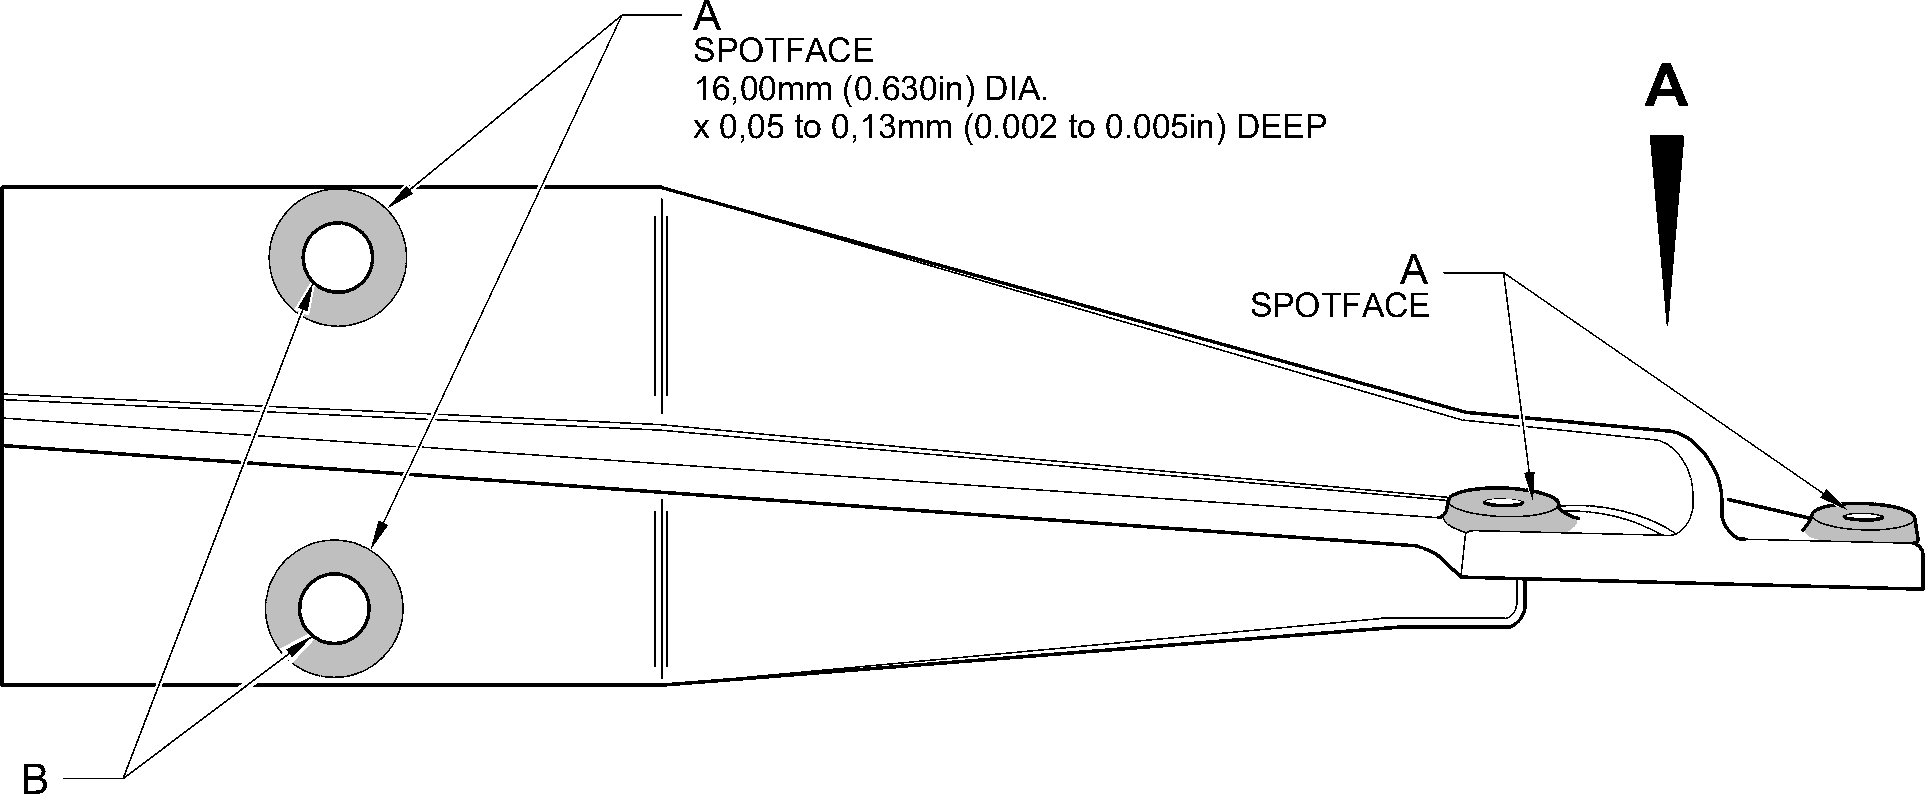 A
SPOTFACE
16,00mm (0.630in) DIA.
x 0,05 to 0,13mm (0.002 to 0.005in) DEEP
A
A
SPOTFACE
B